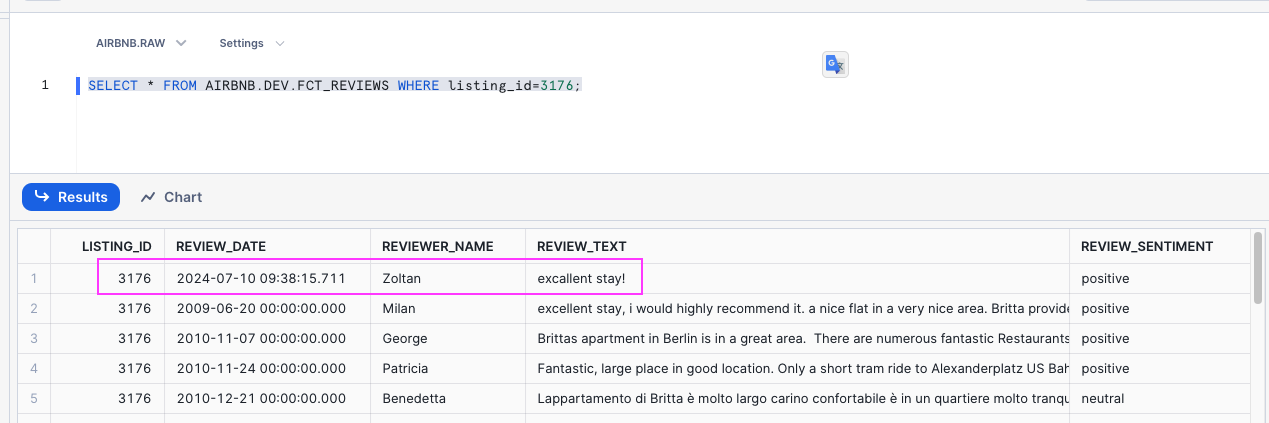 AIRBNB.RAW Settings
1 SELECT * FROM AIRBNB.DEV.FCT_REVIEWS WHERE listing_id=3176;
Results Chart
LISTING_ID REVIEW_DATE REVIEWER_NAME REVIEW_TEXT REVIEW_SENTIMENT
1 3176 2024-07-10 09:38:15.711 Zoltan excallent stay! positive
2 3176 2009-06-20 00:00:00.000 Milan excellent stay, i would highly recommend it. a nice flat in a very nice area. Britta provide positive
3 3176 2010-11-07 00:00:00.000 George Brittas apartment in Berlin is in a great area. There are numerous fantastic Restaurants positive
4 3176 2010-11-24 00:00:00.000 Patricia Fantastic, large place in good location. Only a short tram ride to Alexanderplatz US Bah positive
5 3176 2010-12-21 00:00:00.000 Benedetta Lappartamento di Britta è molto largo carino confortabile è in un quartiere molto tranqu neutral